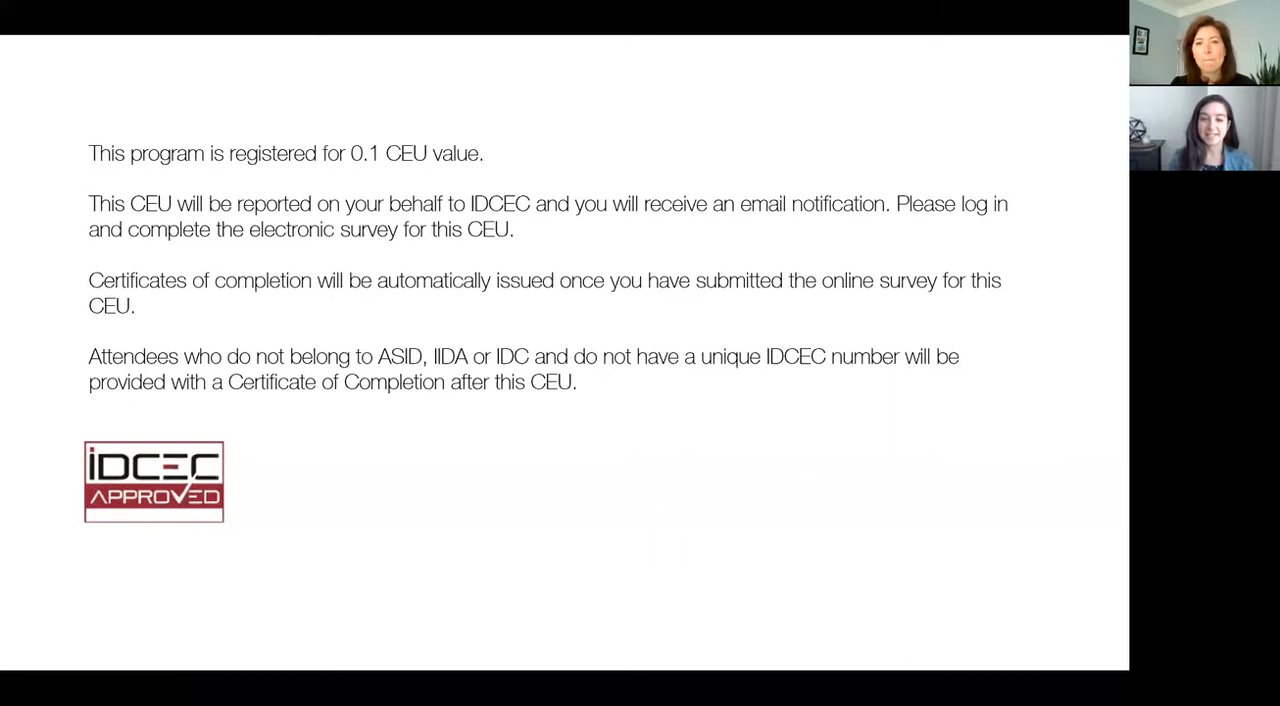 This program is registered for 0.1 CEU value.
This CEU will be reported on your behalf to IDCEC and you will receive an email notification. Please log in
and complete the electronic survey for this CEU.
Certificates of completion will be automatically issued once you have submitted the online survey for this
CEU.
Attendees who do not belong to ASID, IIDA or IDC and do not have a unique IDCEC number will be
provided with a Certificate of Completion after this CEU.
iDCEC
APPROVED